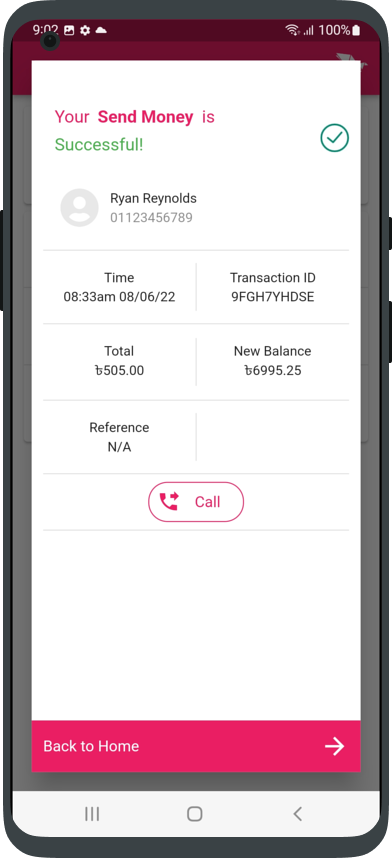 9:02 100%
Your Send Money is
Successful!
Ryan Reynolds
01123456789
Time
08:33am 08/06/22
Transaction ID
9FGH7YHDSE
Total
৳505.00
New Balance
৳6995.25
Reference
N/A
Call
Back to Home